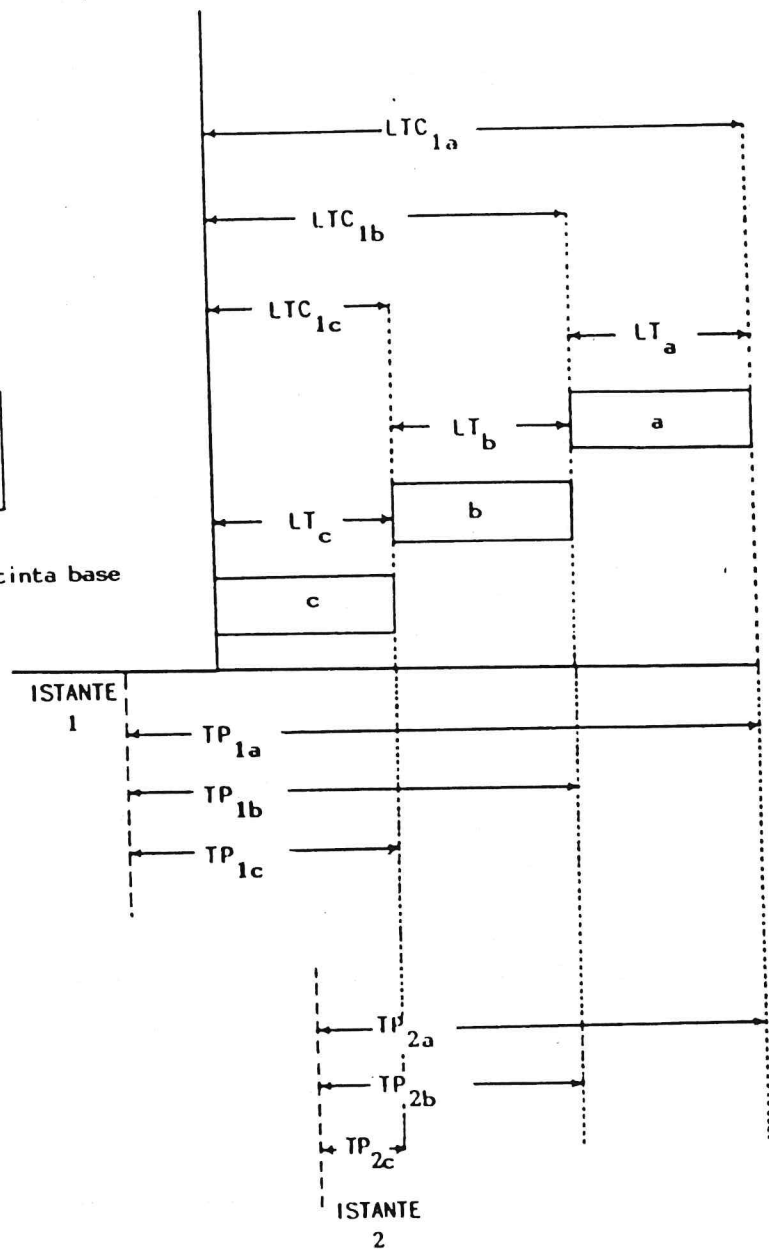 LTC1a
LTC1b
LTC1c
LTa
a
LTb
b
LTc
cinta base
c
ISTANTE
1
TP1a
TP1b
TP1c
TP2a
TP2b
TP2c
ISTANTE
2